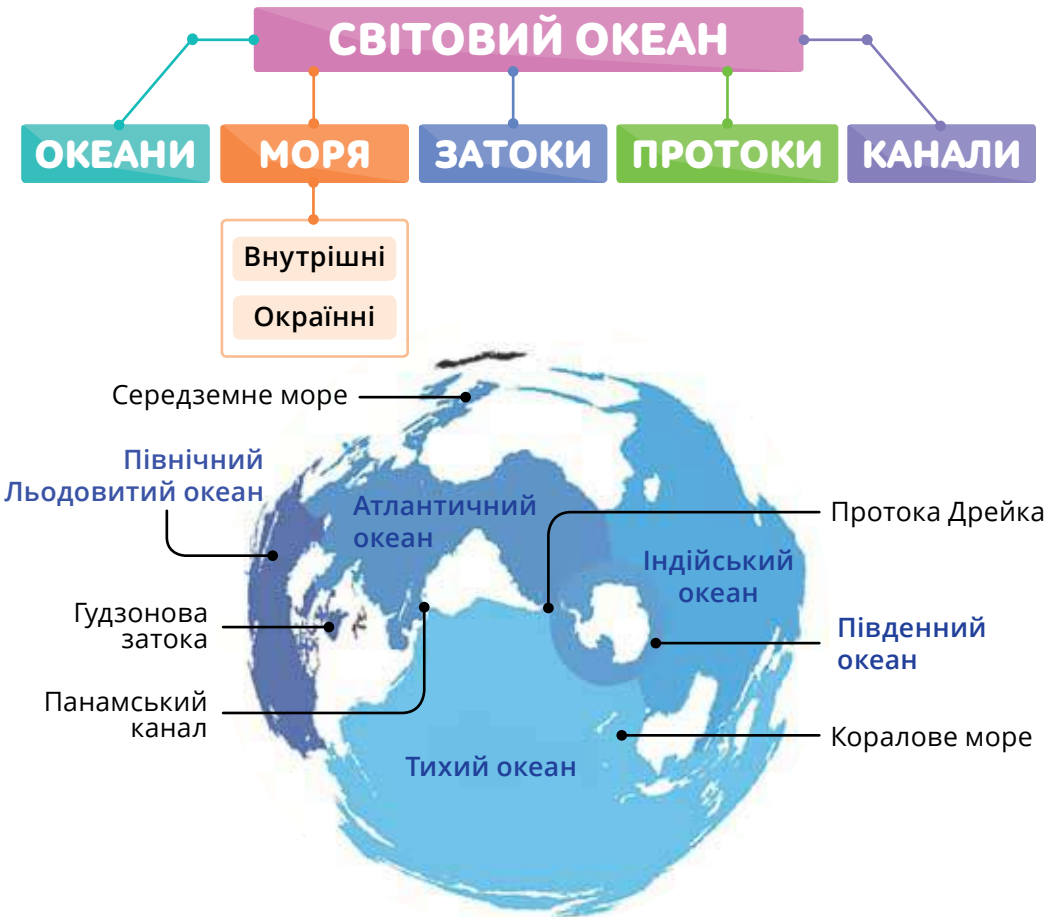 СВІТОВИЙ ОКЕАН
ОКЕАНИ
МОРЯ
ЗАТОКИ
ПРОТОКИ
КАНАЛИ
Внутрішні
Окраїнні
Середземне море
Північний
Льодовитий океан
Атлантичний
океан
Протока Дрейка
Індійський
океан
Гудзонова
затока
Південний
океан
Панамський
канал
Коралове море
Тихий океан